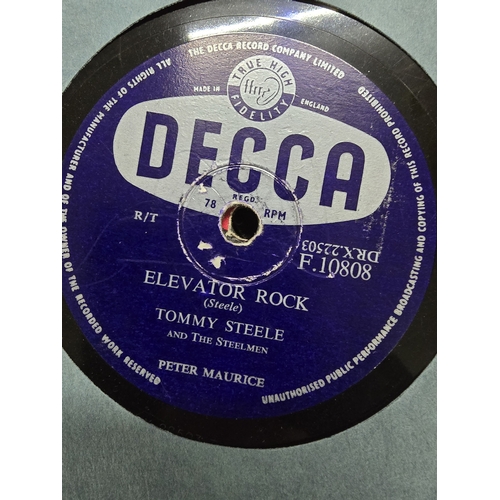 THE DECCA RECORD COMPANY LIMITED
ALL RIGHTS OF THE MANUFACTURER AND OF THE OWNER OF THE RECORDED WORK RESERVED
UNAUTHORISED PUBLIC PERFORMANCE BROADCASTING AND COPYING OF THIS RECORD PROHIBITED
TRUE HIGH
ffrr
FIDELITY
MADE IN
ENGLAND
DECCA
REGD
78 RPM
R/T
DRX.22503
F.10808
ELEVATOR ROCK
(Steele)
TOMMY STEELE
AND THE STEELMEN
PETER MAURICE